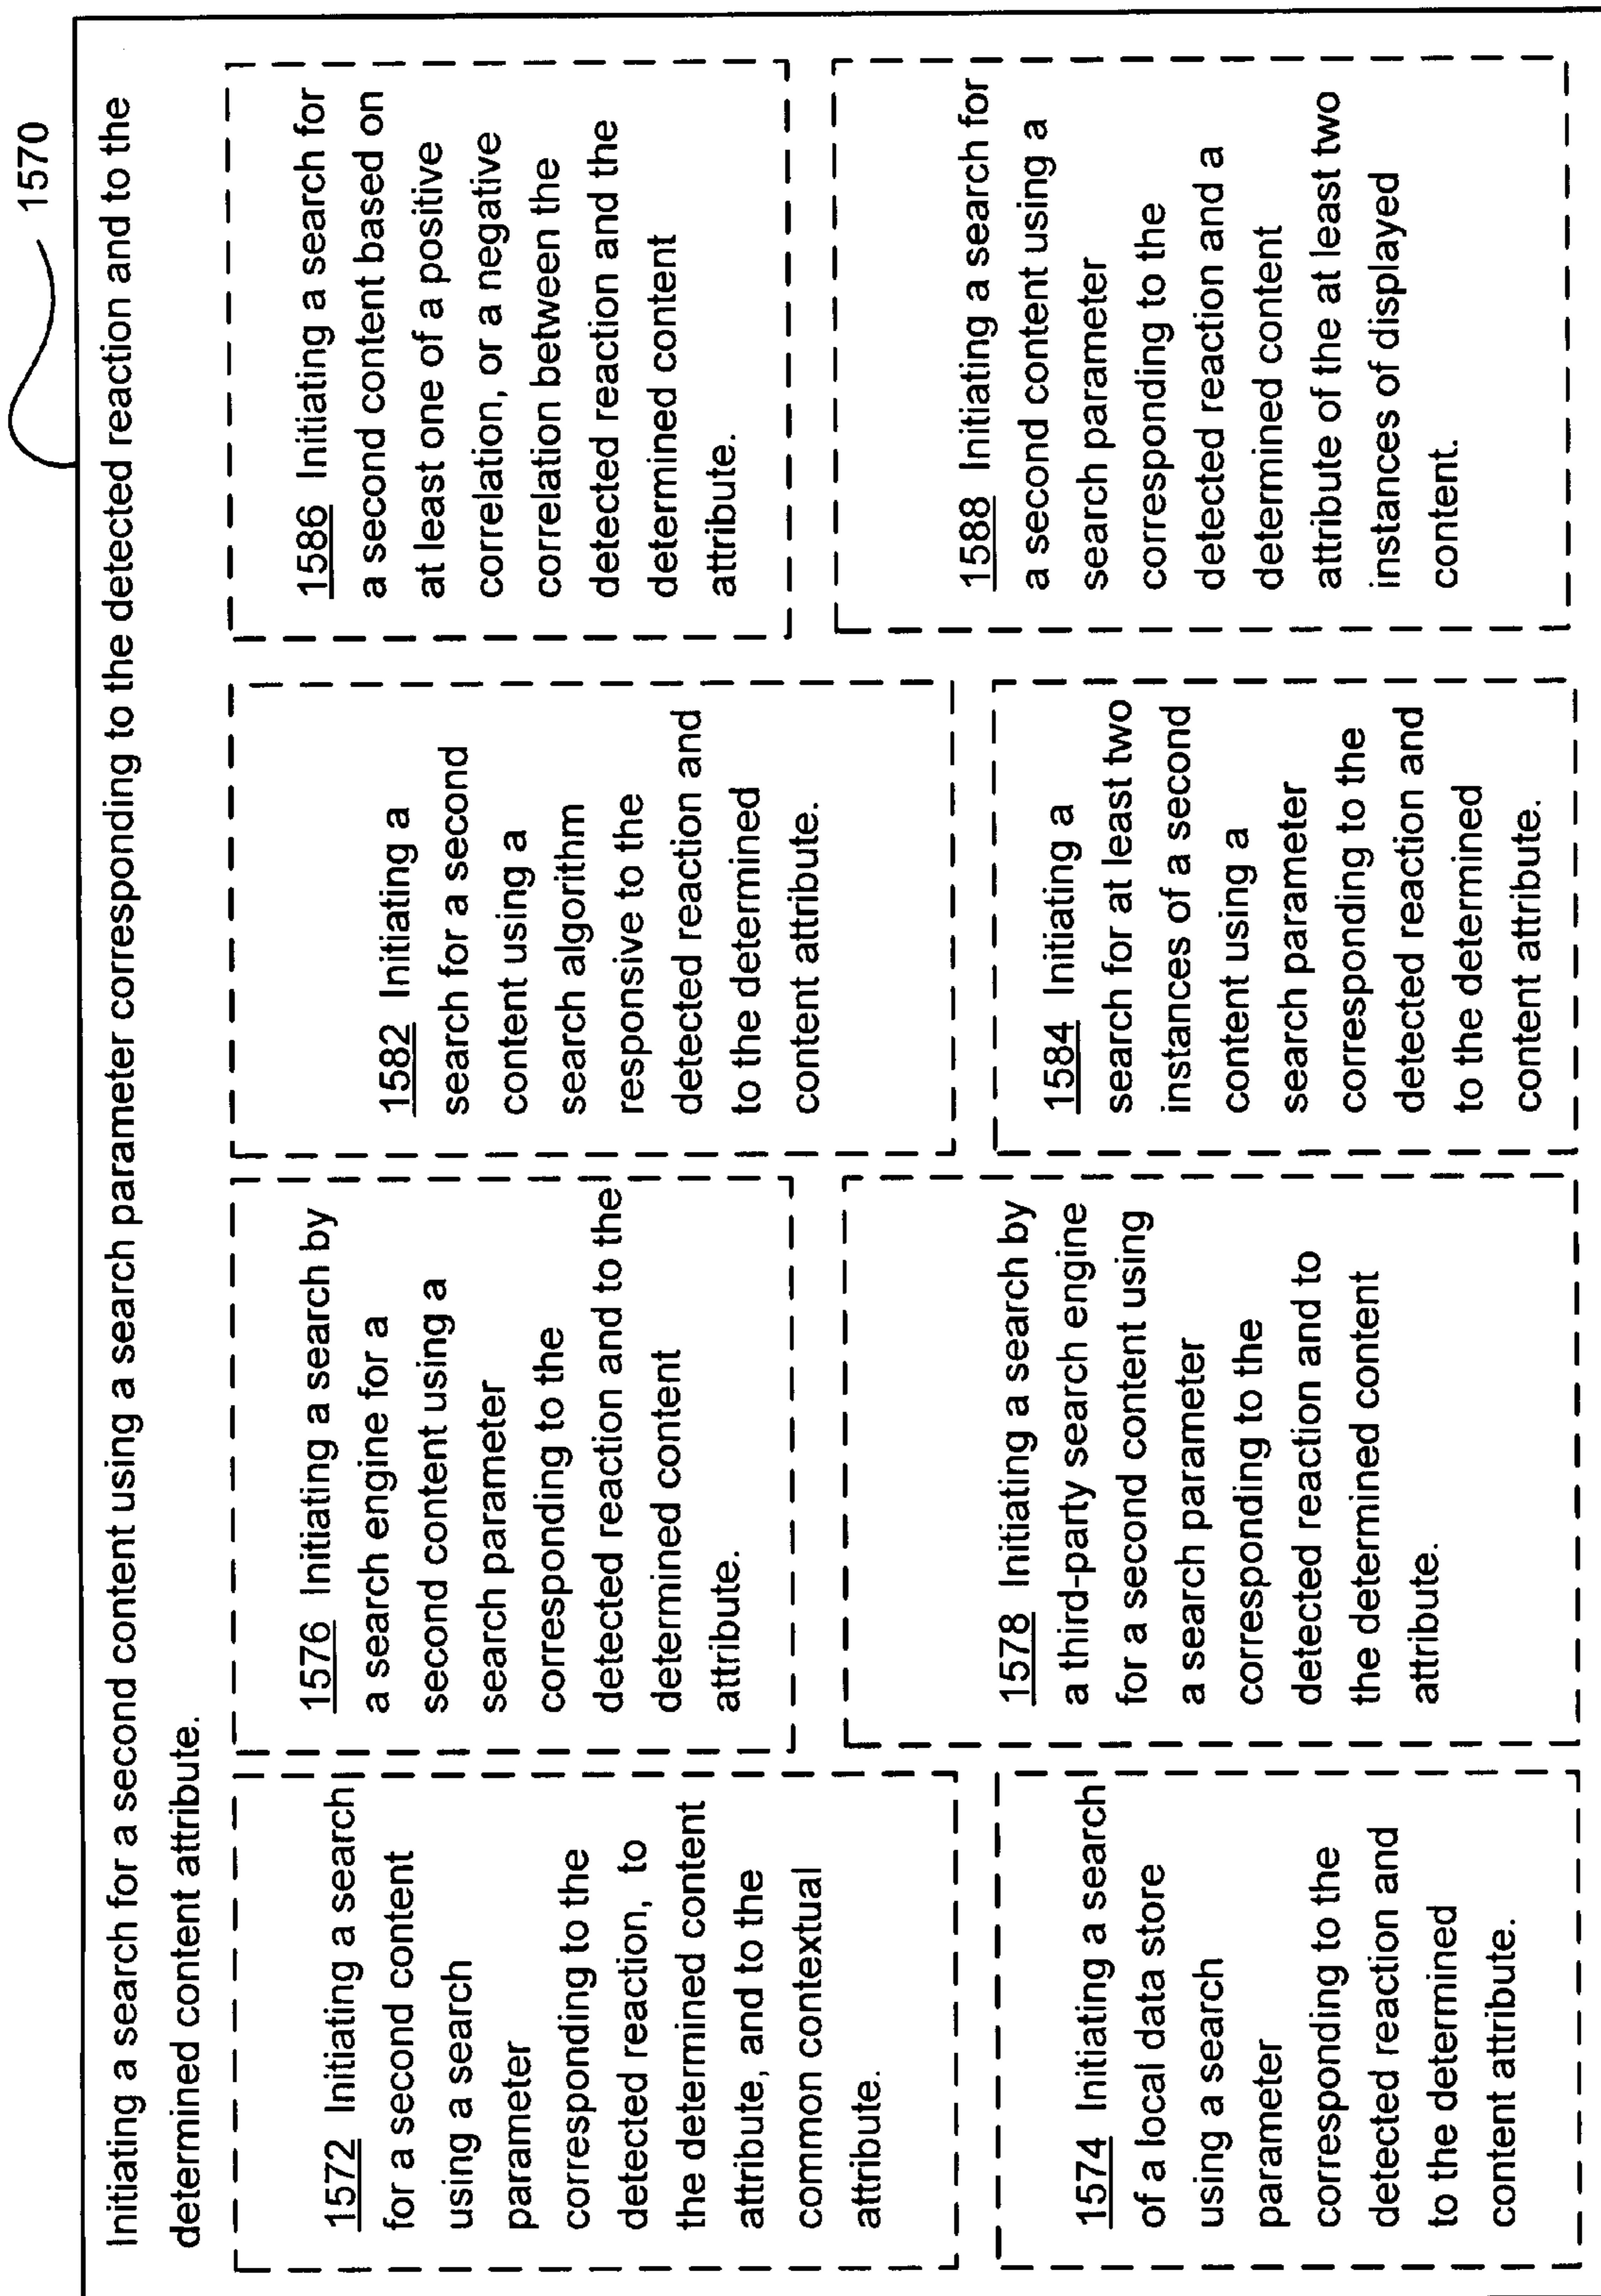 1570
Initiating a search for a second content using a search parameter corresponding to the detected reaction and to the
determined content attribute.
1572 Initiating a search
for a second content
using a search
parameter
corresponding to the
detected reaction, to
the determined content
attribute, and to the
common contextual
attribute.
1574 Initiating a search
of a local data store
using a search
parameter
corresponding to the
detected reaction and
to the determined
content attribute.
1576 Initiating a search by
a search engine for a
second content using a
search parameter
corresponding to the
detected reaction and to the
determined content
attribute.
1578 Initiating a search by
a third-party search engine
for a second content using
a search parameter
corresponding to the
detected reaction and to
the determined content
attribute.
1582 Initiating a
search for a second
content using a
search algorithm
responsive to the
detected reaction and
to the determined
content attribute.
1584 Initiating a
search for at least two
instances of a second
content using a
search parameter
corresponding to the
detected reaction and
to the determined
content attribute.
1586 Initiating a search for
a second content based on
at least one of a positive
correlation, or a negative
correlation between the
detected reaction and the
determined content
attribute.
1588 Initiating a search for
a second content using a
search parameter
corresponding to the
detected reaction and a
determined content
attribute of the at least two
instances of displayed
content.